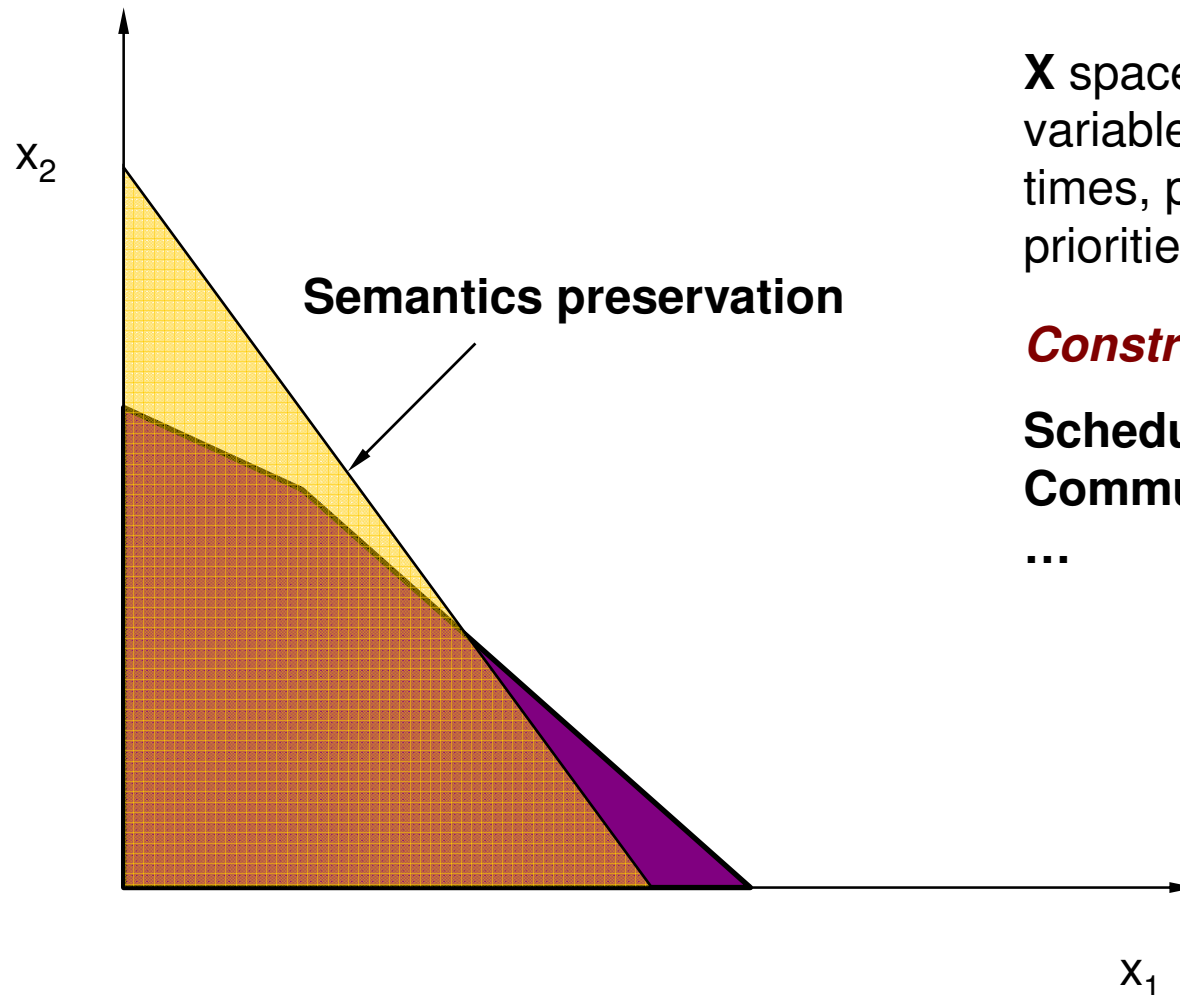 x2
Semantics preservation
X space
variable
times, p
prioritie
Constr
Schedu
Commu
...
x1